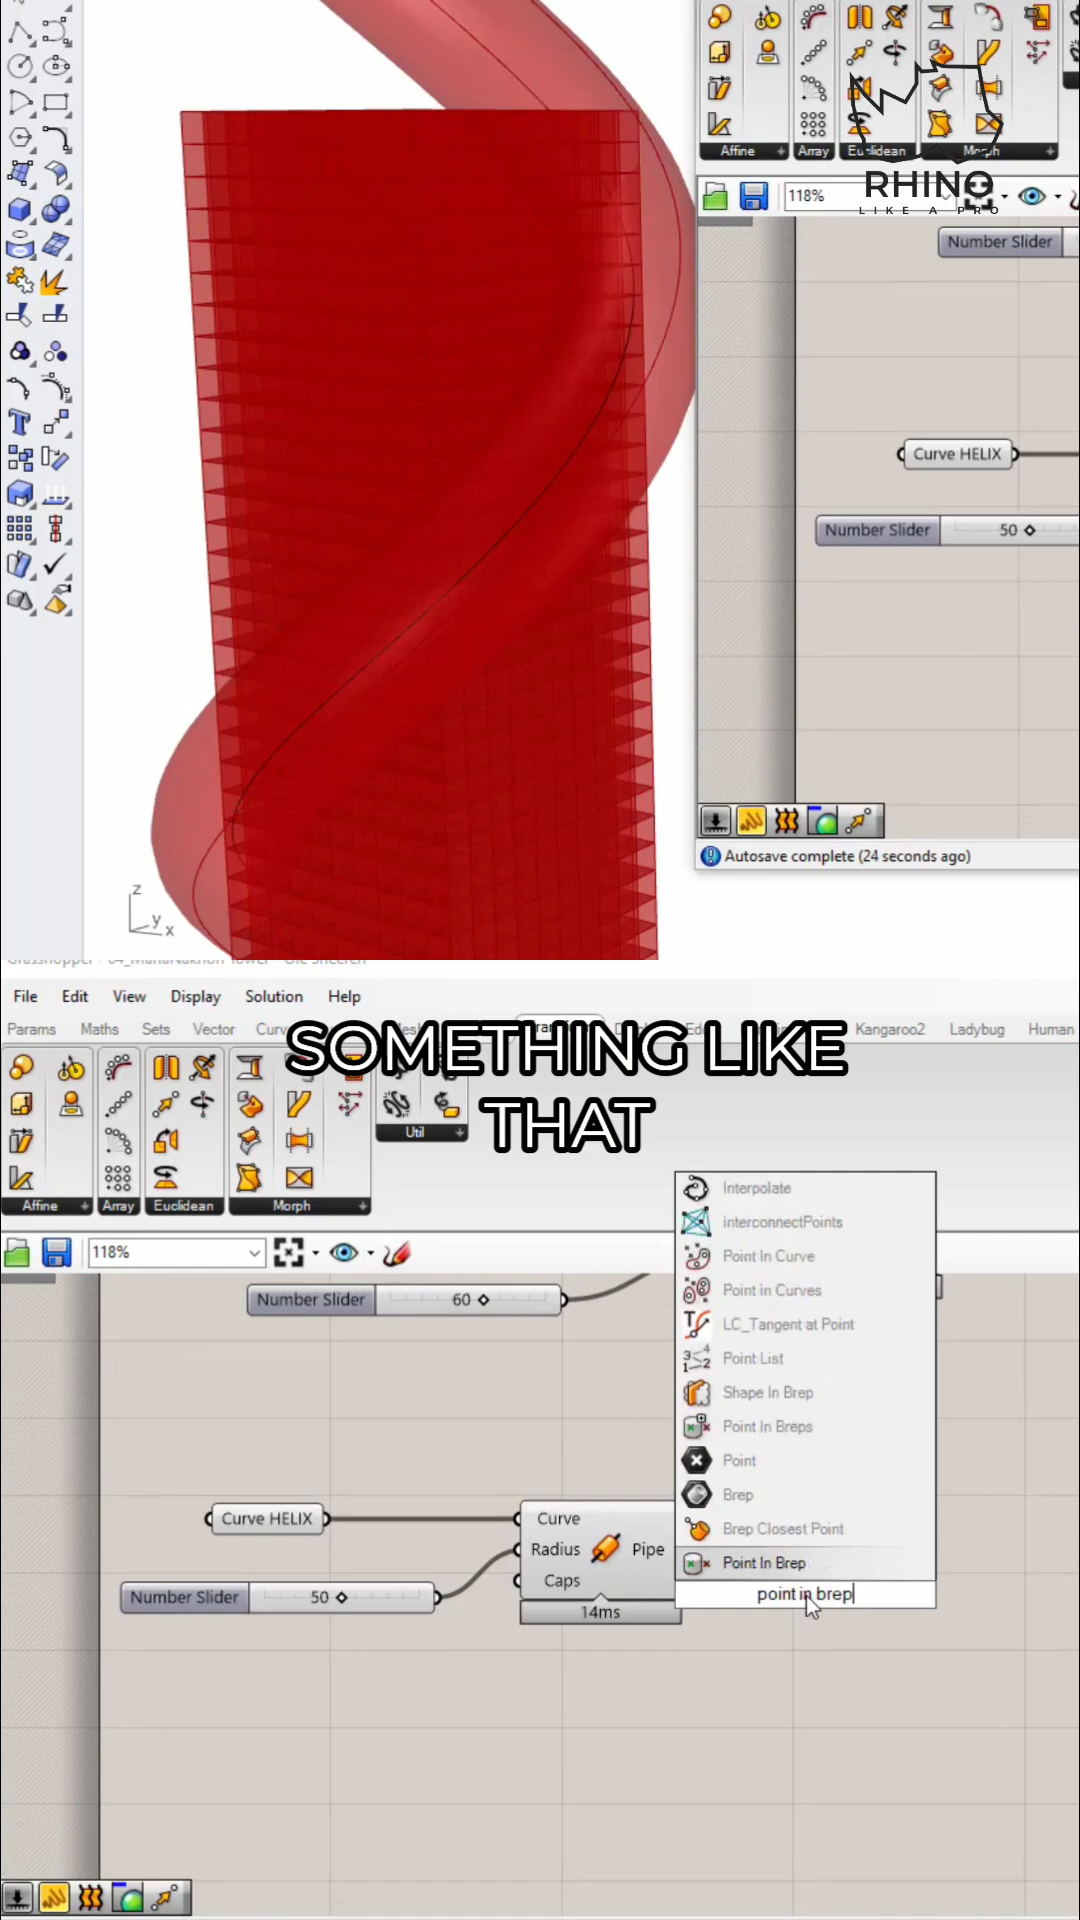 Affine
Array
Euclidean
Morph
RHINO
LIKE A PRO
118%
Number Slider
Curve HELIX
Number Slider
50
Autosave complete (24 seconds ago)
z
y
x
File Edit View Display Solution Help
Params Maths Sets Vector Kangaroo2 Ladybug Human
SOMETHING LIKE
THAT
Util
Affine
Array
Euclidean
Morph
118%
Interpolate
interconnectPoints
Point In Curve
Point in Curves
LC_Tangent at Point
Point List
Shape In Brep
Point In Breps
Point
Brep
Brep Closest Point
Point In Brep
point in brep
Number Slider 60
Curve HELIX
Curve
Radius
Caps
Pipe
14ms
Number Slider 50